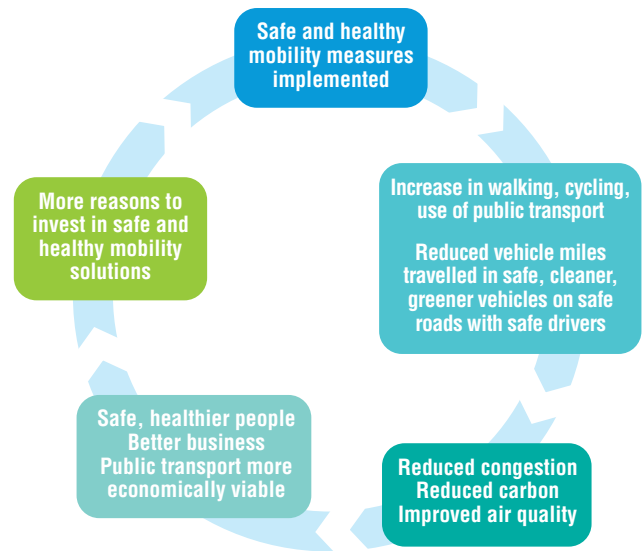 Safe and healthy
mobility measures
implemented
Increase in walking, cycling,
use of public transport
Reduced vehicle miles
travelled in safe, cleaner,
greener vehicles on safe
roads with safe drivers
Reduced congestion
Reduced carbon
Improved air quality
Safe, healthier people
Better business
Public transport more
economically viable
More reasons to
invest in safe and
healthy mobility
solutions